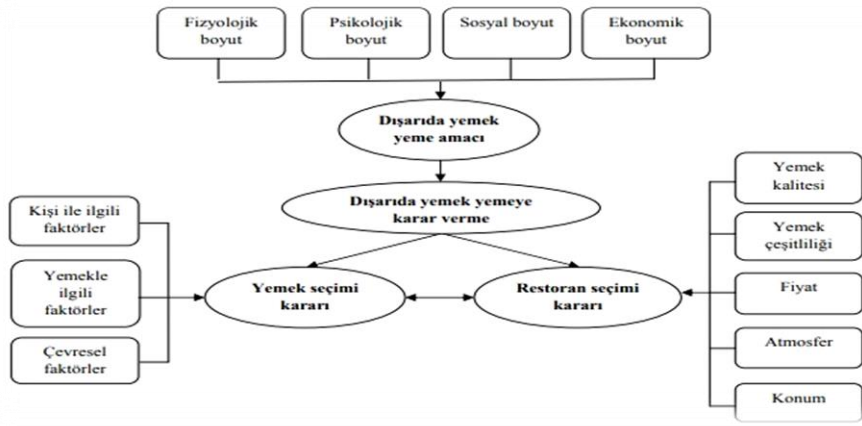 Fizyolojik
boyut
Psikolojik
boyut
Sosyal boyut
Ekonomik
boyut
Dışarıda yemek
yeme amacı
Dışarıda yemek yemeye
karar verme
Kişi ile ilgili
faktörler
Yemekle
ilgili
faktörler
Çevresel
faktörler
Yemek seçimi
kararı
Restoran seçimi
kararı
Yemek
kalitesi
Yemek
çeşitliliği
Fiyat
Atmosfer
Konum